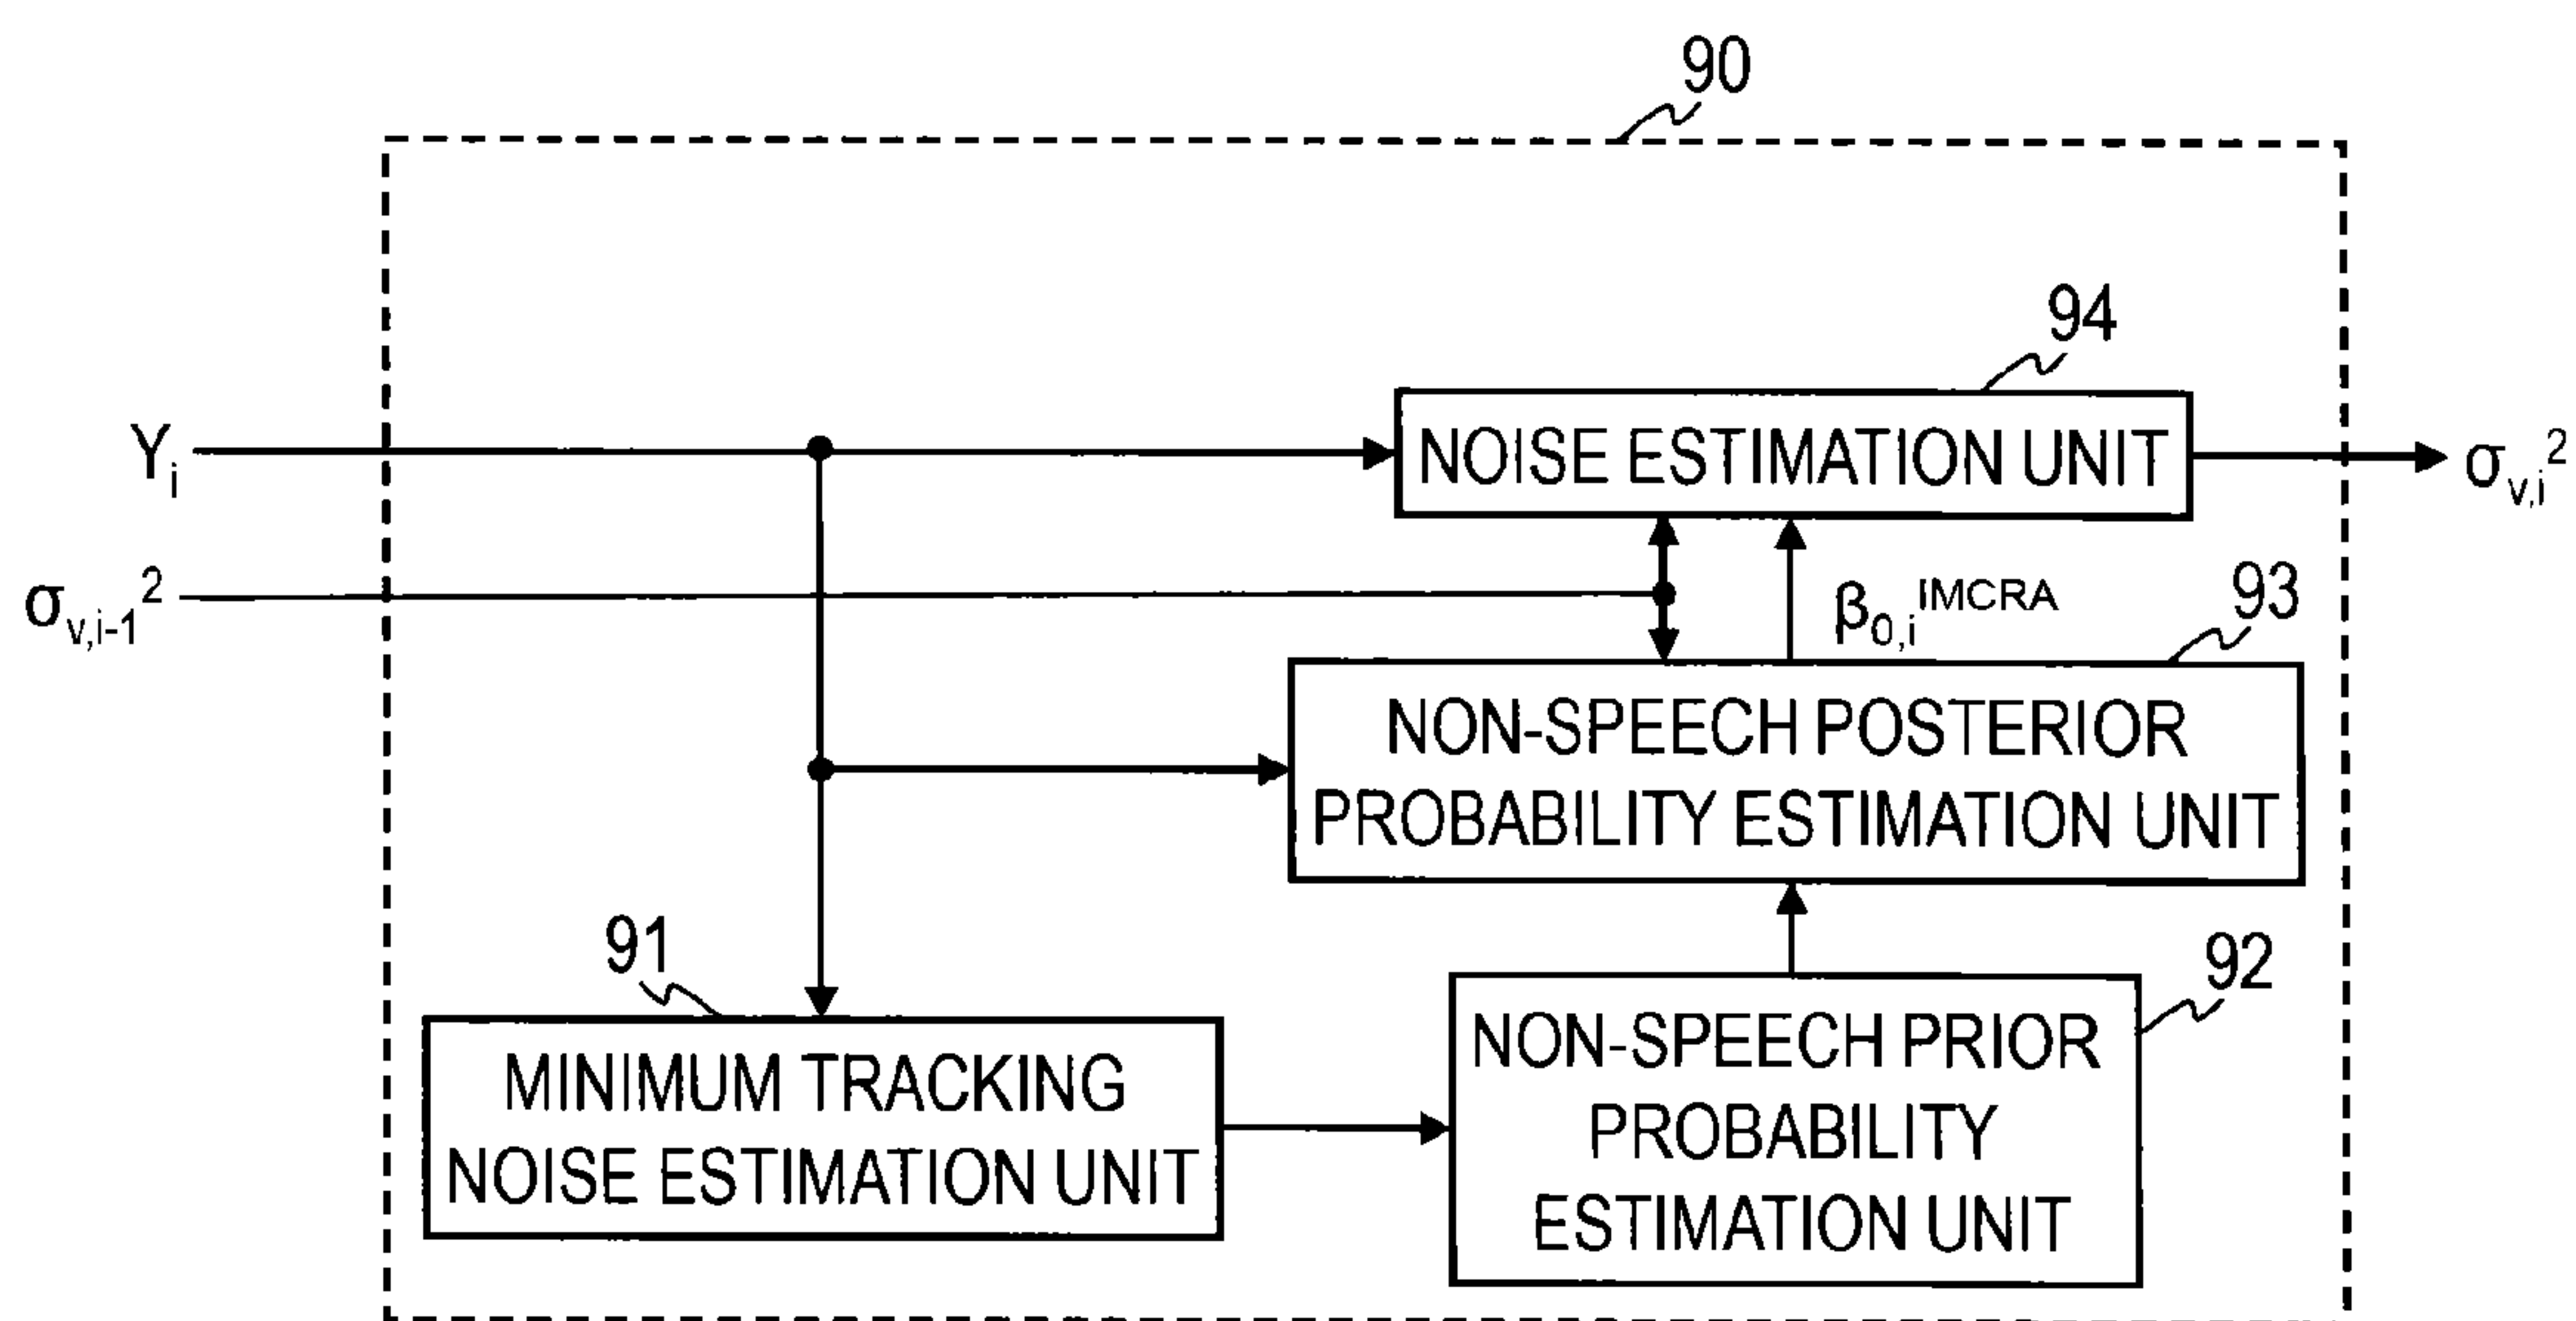 90
94
Yᵢ
NOISE ESTIMATION UNIT
σᵥ,ᵢ²
σᵥ,ᵢ₋₁²
β₀,ᵢᴵᴹᶜᴿᴬ
93
NON-SPEECH POSTERIOR
PROBABILITY ESTIMATION UNIT
91
92
MINIMUM TRACKING
NOISE ESTIMATION UNIT
NON-SPEECH PRIOR
PROBABILITY
ESTIMATION UNIT